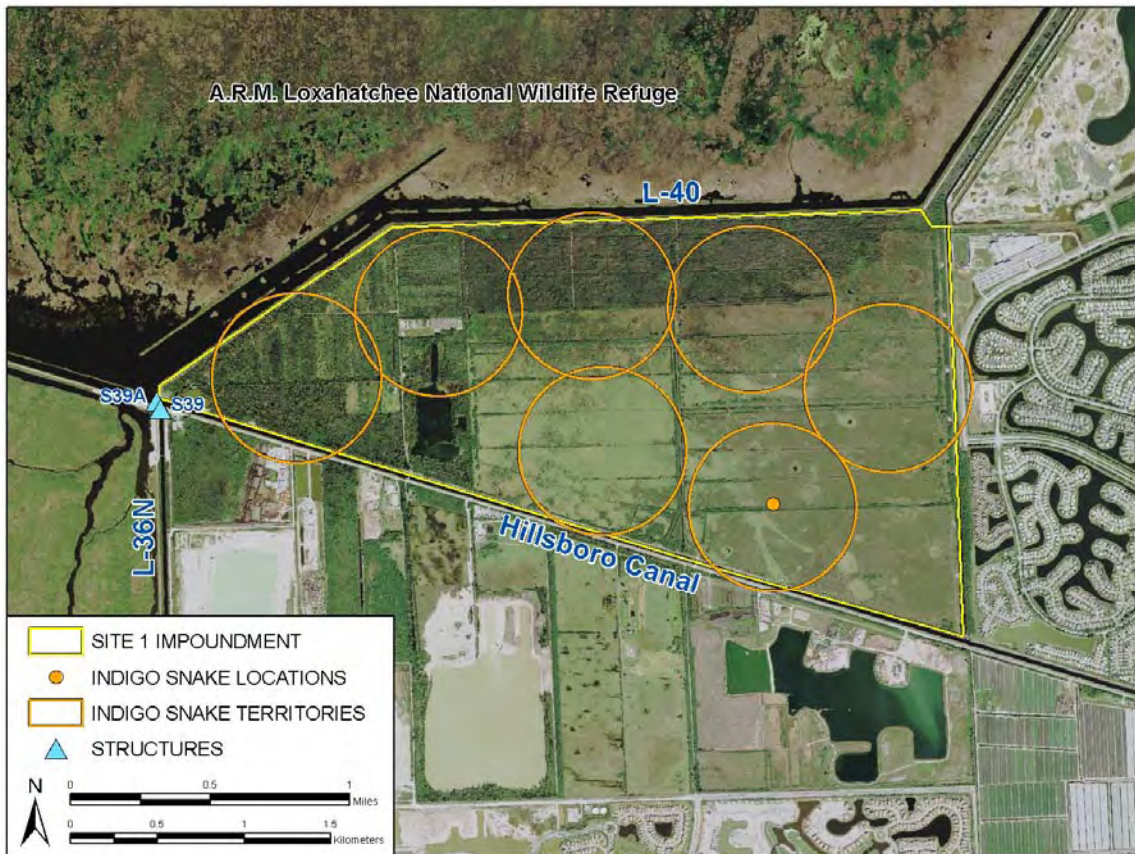 A.R.M. Loxahatchee National Wildlife Refuge
L-40
S39A
S39
L-36N
Hillsboro Canal
SITE 1 IMPOUNDMENT
INDIGO SNAKE LOCATIONS
INDIGO SNAKE TERRITORIES
STRUCTURES
N
0 0.5 1
Miles
0 0.5 1 1.5
Kilometers